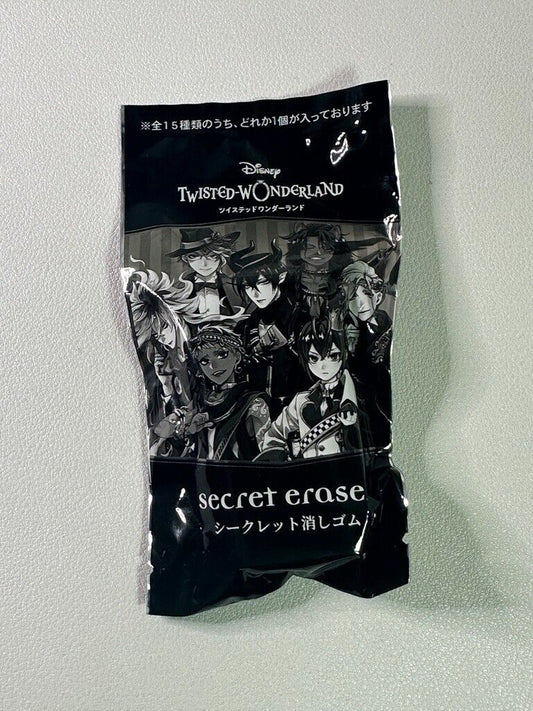 ※全15種類のうち、どれか1個が入っております
Disney
TWISTED-WONDERLAND
ツイステッドワンダーランド
secret erase
シークレット消しゴム